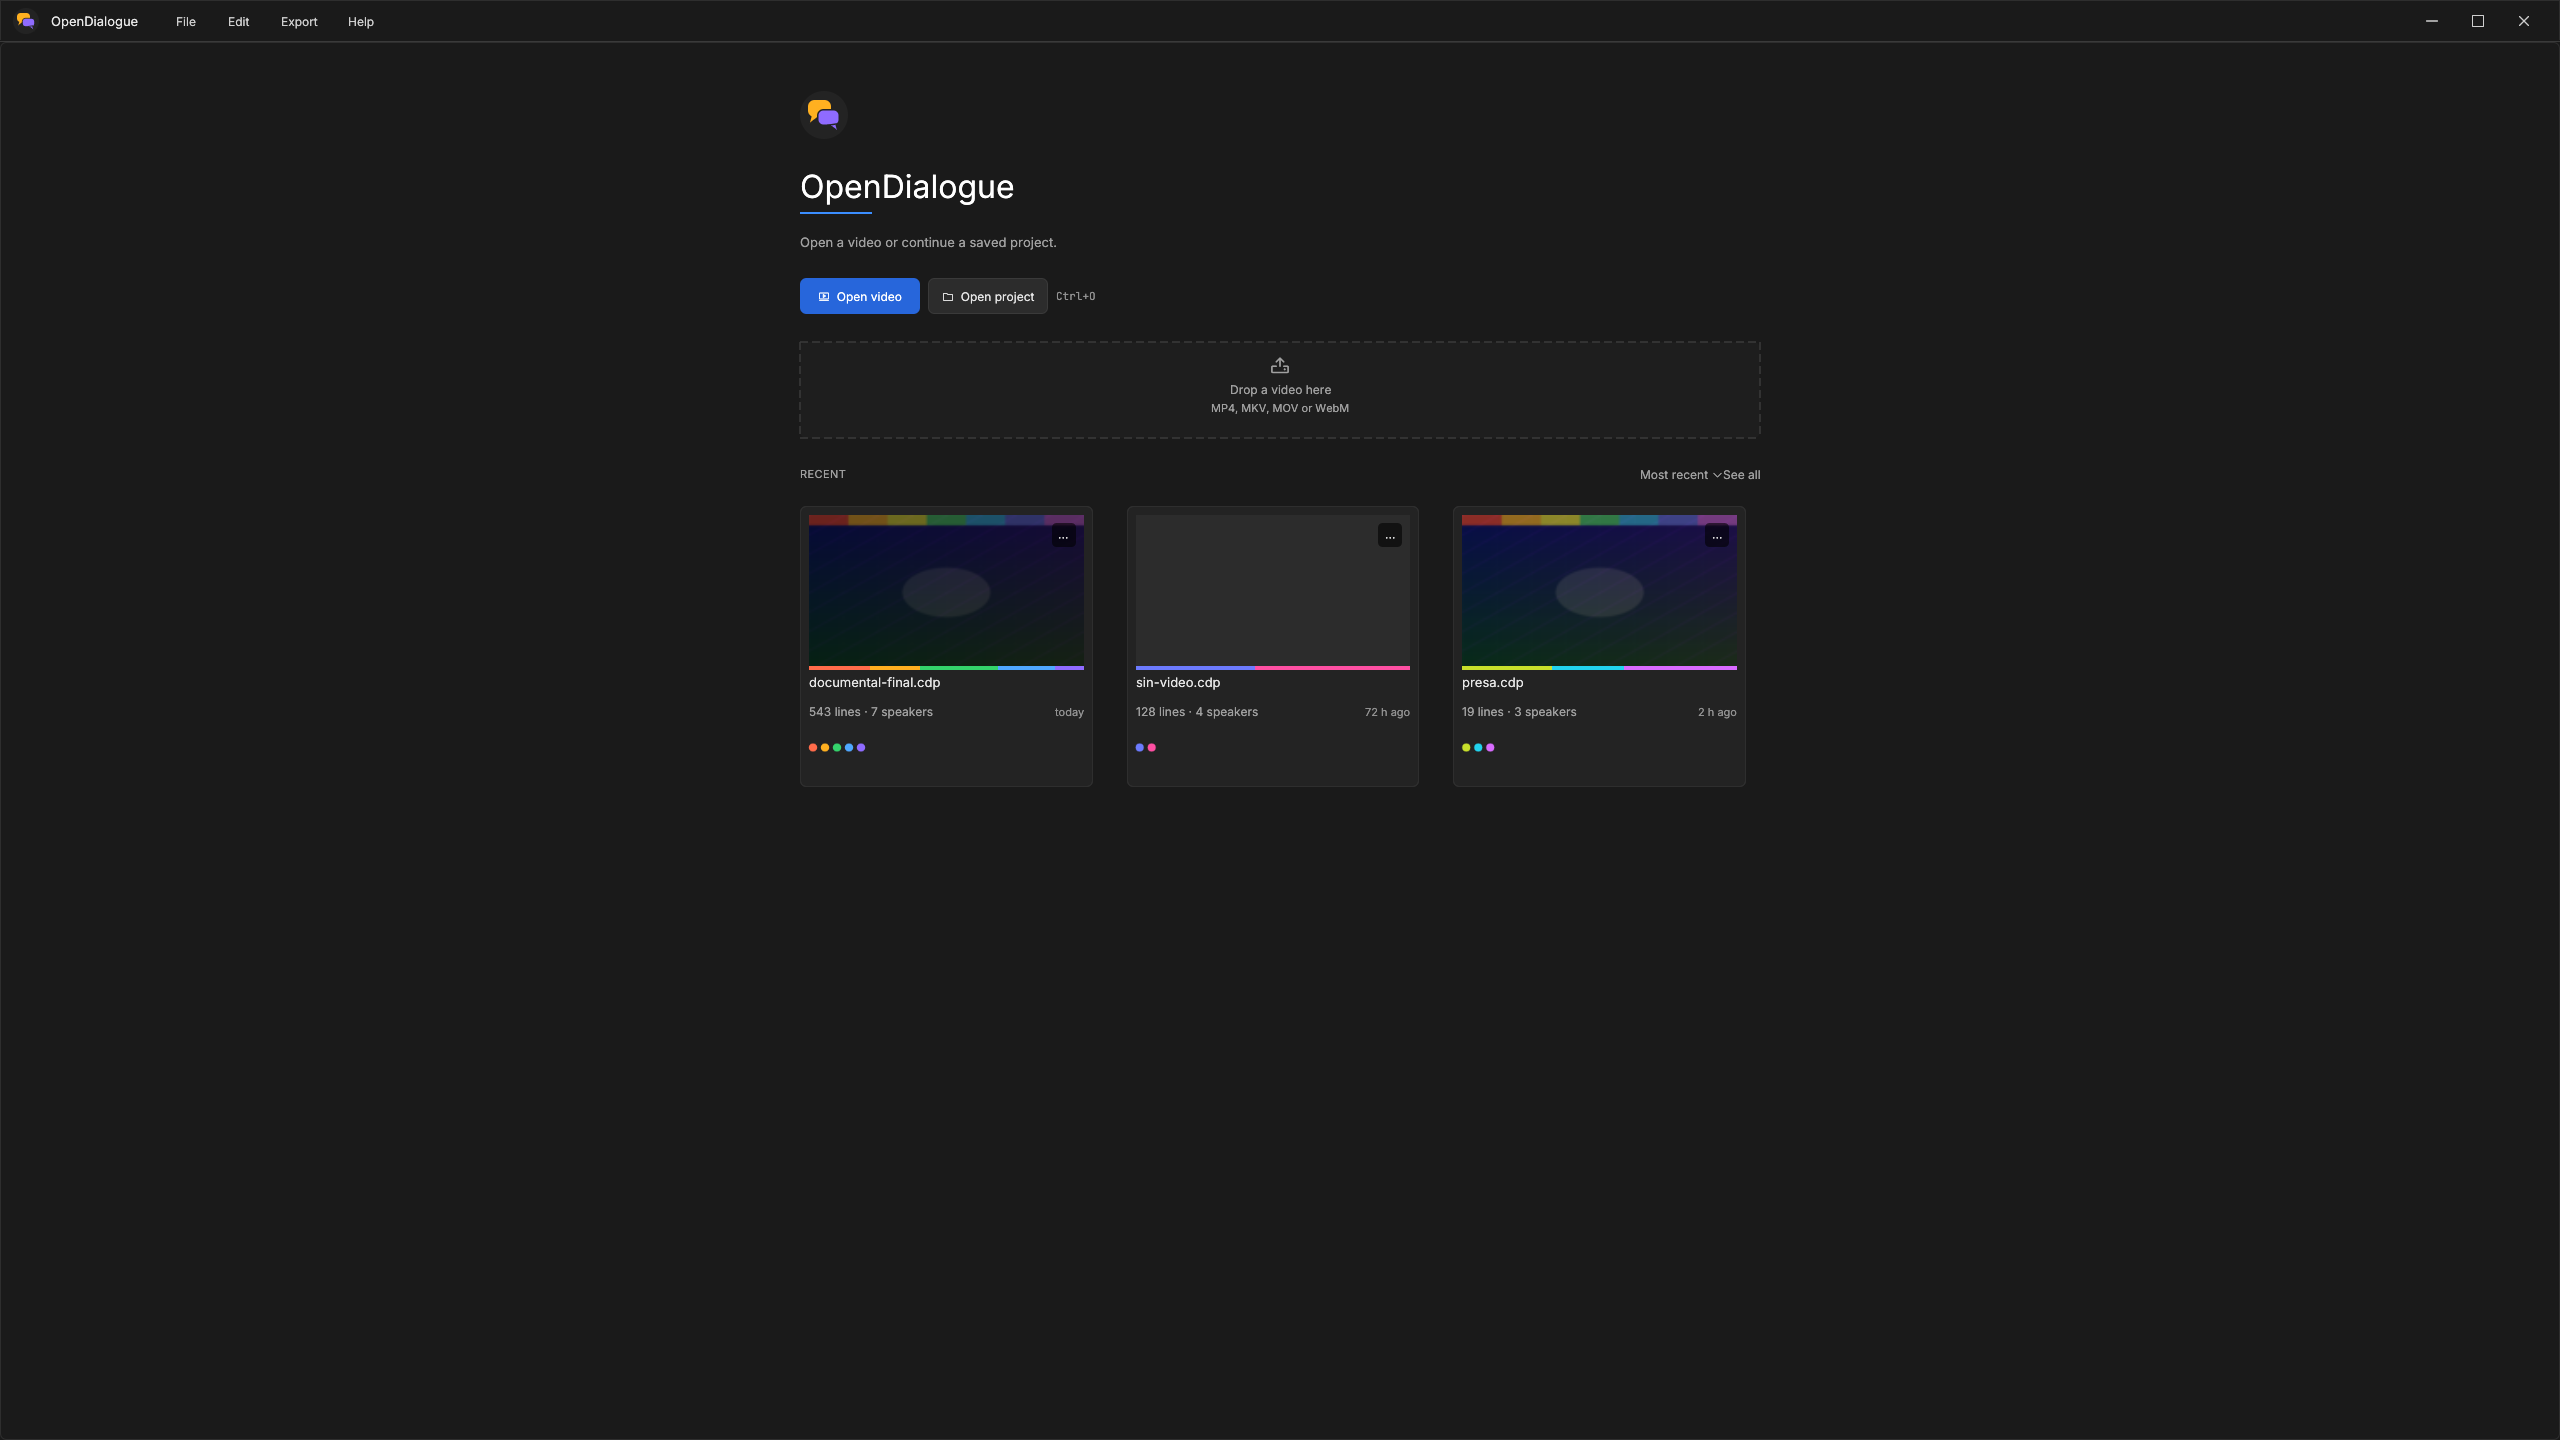 OpenDialogue File Edit Export Help
OpenDialogue
Open a video or continue a saved project.
Open video Open project Ctrl+O
Drop a video here
MP4, MKV, MOV or WebM
RECENT Most recent See all
... ... ...
documental-final.cdp sin-video.cdp presa.cdp
543 lines · 7 speakers today 128 lines · 4 speakers 72 h ago 19 lines · 3 speakers 2 h ago